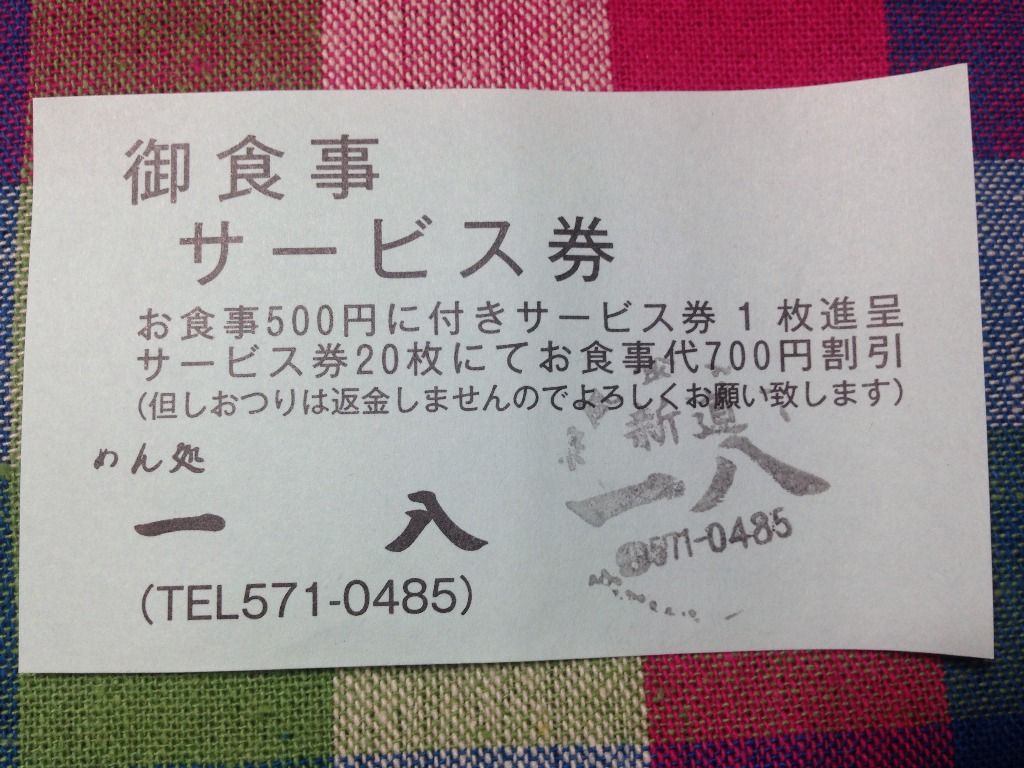 御食事
サービス券
お食事500円に付きサービス券1枚進呈
サービス券20枚にてお食事代700円割引
(但しおつりは返金しませんのでよろしくお願い致します)
めん処
一八
(TEL571-0485)
新運
一八
571-0485